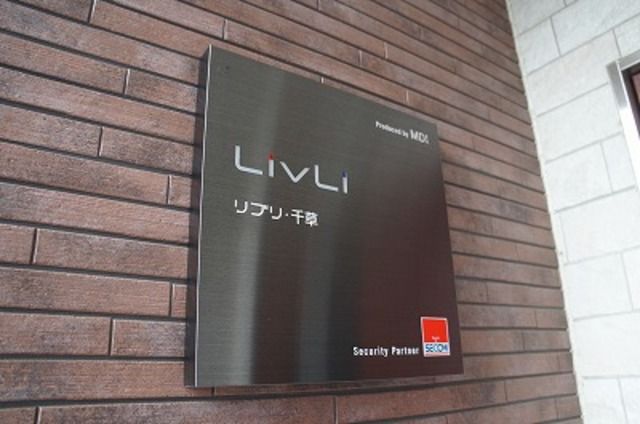 Produced by MDI
LivLi
リブリ・千草
Security Partner
SECOM